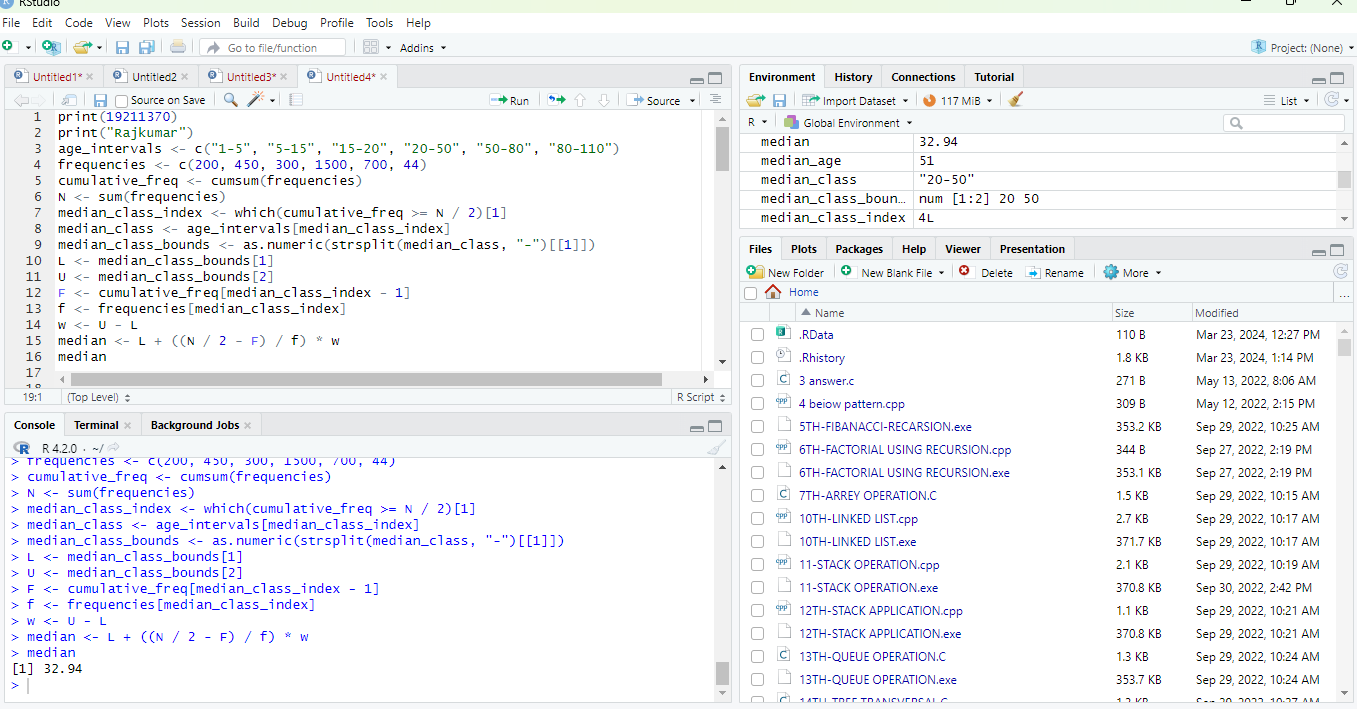 RStudio
File Edit Code View Plots Session Build Debug Profile Tools Help
Go to file/function Addins Project: (None)
Untitled1* Untitled2 Untitled3* Untitled4*
Source on Save Run Source
1 print(19211370)
2 print("Rajkumar")
3 age_intervals <- c("1-5", "5-15", "15-20", "20-50", "50-80", "80-110")
4 frequencies <- c(200, 450, 300, 1500, 700, 44)
5 cumulative_freq <- cumsum(frequencies)
6 N <- sum(frequencies)
7 median_class_index <- which(cumulative_freq >= N / 2)[1]
8 median_class <- age_intervals[median_class_index]
9 median_class_bounds <- as.numeric(strsplit(median_class, "-")[[1]])
10 L <- median_class_bounds[1]
11 U <- median_class_bounds[2]
12 F <- cumulative_freq[median_class_index - 1]
13 f <- frequencies[median_class_index]
14 w <- U - L
15 median <- L + ((N / 2 - F) / f) * w
16 median
17
18
19:1 (Top Level) R Script
Console Terminal Background Jobs
R 4.2.0 · ~/
> frequencies <- c(200, 450, 300, 1500, 700, 44)
> cumulative_freq <- cumsum(frequencies)
> N <- sum(frequencies)
> median_class_index <- which(cumulative_freq >= N / 2)[1]
> median_class <- age_intervals[median_class_index]
> median_class_bounds <- as.numeric(strsplit(median_class, "-")[[1]])
> L <- median_class_bounds[1]
> U <- median_class_bounds[2]
> F <- cumulative_freq[median_class_index - 1]
> f <- frequencies[median_class_index]
> w <- U - L
> median <- L + ((N / 2 - F) / f) * w
> median
[1] 32.94
>
Environment History Connections Tutorial
Import Dataset 117 MiB List
R Global Environment
median 32.94
median_age 51
median_class "20-50"
median_class_boun… num [1:2] 20 50
median_class_index 4L
Files Plots Packages Help Viewer Presentation
New Folder New Blank File Delete Rename More
Home ...
Name Size Modified
.RData 110 B Mar 23, 2024, 12:27 PM
.Rhistory 1.8 KB Mar 23, 2024, 1:14 PM
3 answer.c 271 B May 13, 2022, 8:06 AM
4 beiow pattern.cpp 309 B May 12, 2022, 2:15 PM
5TH-FIBANACCI-RECARSION.exe 353.2 KB Sep 29, 2022, 10:25 AM
6TH-FACTORIAL USING RECURSION.cpp 344 B Sep 27, 2022, 2:19 PM
6TH-FACTORIAL USING RECURSION.exe 353.1 KB Sep 27, 2022, 2:19 PM
7TH-ARREY OPERATION.C 1.5 KB Sep 29, 2022, 10:15 AM
10TH-LINKED LIST.cpp 2.7 KB Sep 29, 2022, 10:17 AM
10TH-LINKED LIST.exe 371.7 KB Sep 29, 2022, 10:17 AM
11-STACK OPERATION.cpp 2.1 KB Sep 29, 2022, 10:19 AM
11-STACK OPERATION.exe 370.8 KB Sep 30, 2022, 2:42 PM
12TH-STACK APPLICATION.cpp 1.1 KB Sep 29, 2022, 10:21 AM
12TH-STACK APPLICATION.exe 370.8 KB Sep 29, 2022, 10:21 AM
13TH-QUEUE OPERATION.C 1.3 KB Sep 29, 2022, 10:24 AM
13TH-QUEUE OPERATION.exe 353.7 KB Sep 29, 2022, 10:24 AM
14TH-TREE TRANSVERSAL.C 1.2 KB Sep 29, 2022, 10:27 AM